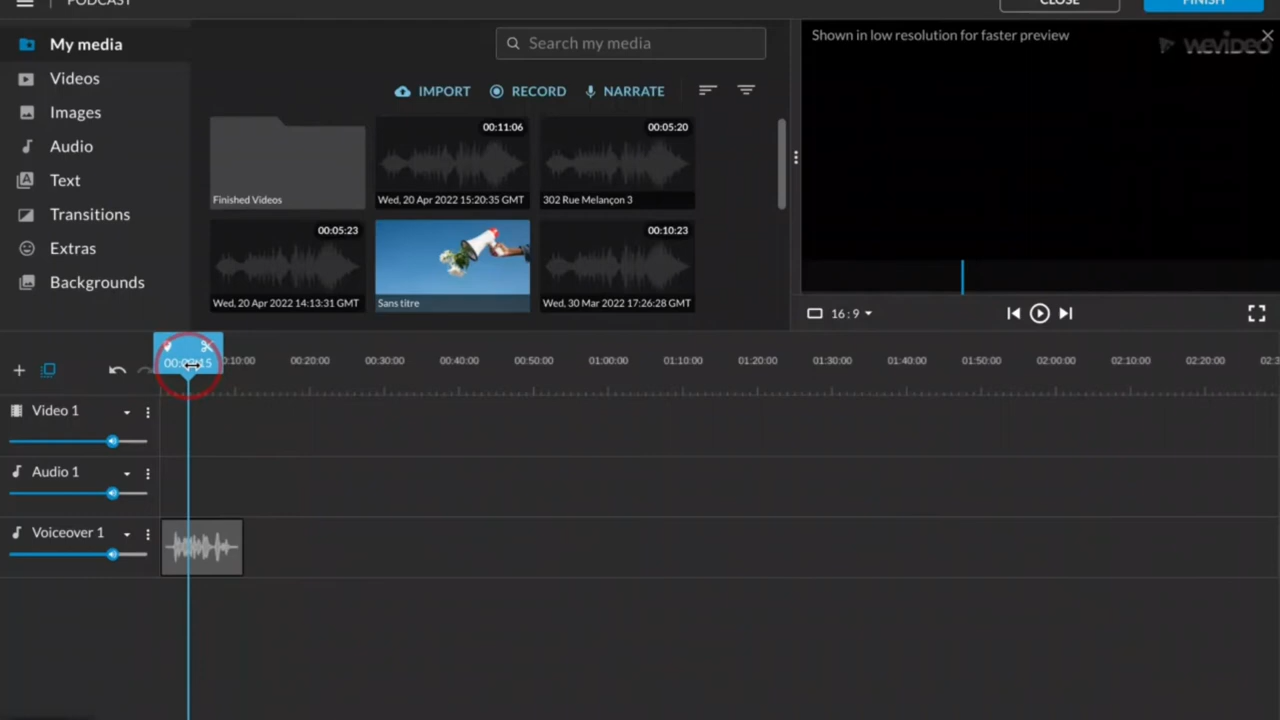 PODCAST
CLOSE
FINISH
My media
Videos
Images
Audio
Text
Transitions
Extras
Backgrounds
Search my media
IMPORT
RECORD
NARRATE
Finished Videos
00:11:06
Wed, 20 Apr 2022 15:20:35 GMT
00:05:20
302 Rue Melançon 3
00:05:23
Wed, 20 Apr 2022 14:13:31 GMT
Sans titre
00:10:23
Wed, 30 Mar 2022 17:26:28 GMT
Shown in low resolution for faster preview
WEVIDEO
16:9
0:10:00 00:20:00 00:30:00 00:40:00 00:50:00 01:00:00 01:10:00 01:20:00 01:30:00 01:40:00 01:50:00 02:00:00 02:10:00 02:20:00
Video 1
Audio 1
Voiceover 1